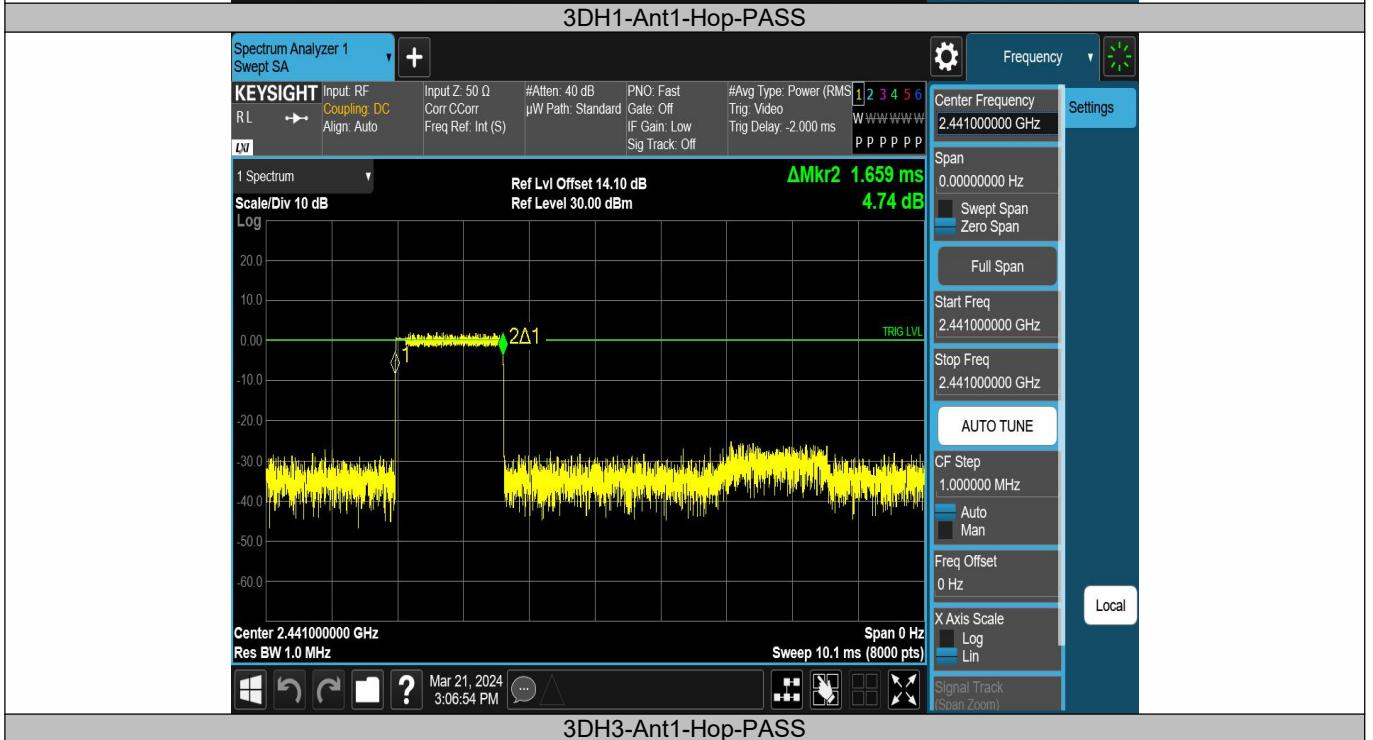 3DH1-Ant1-Hop-PASS
Spectrum Analyzer 1
Swept SA
+
Frequency
KEYSIGHT
R L
LXI
Input: RF
Coupling: DC
Align: Auto
Input Z: 50 Ω
Corr CCorr
Freq Ref: Int (S)
#Atten: 40 dB
µW Path: Standard
PNO: Fast
Gate: Off
IF Gain: Low
Sig Track: Off
#Avg Type: Power (RMS
Trig: Video
Trig Delay: -2.000 ms
1 2 3 4 5 6
W W W W W W
P P P P P P
Center Frequency
2.441000000 GHz
Settings
1 Spectrum
Scale/Div 10 dB
Ref Lvl Offset 14.10 dB
Ref Level 30.00 dBm
ΔMkr2 1.659 ms
4.74 dB
Span
0.00000000 Hz
Swept Span
Zero Span
Full Span
Start Freq
2.441000000 GHz
Stop Freq
2.441000000 GHz
AUTO TUNE
CF Step
1.000000 MHz
Auto
Man
Freq Offset
0 Hz
X Axis Scale
Log
Lin
Signal Track
(Span Zoom)
Local
Log
20.0
10.0
0.00
-10.0
-20.0
-30.0
-40.0
-50.0
-60.0
1
2Δ1
TRIG LVL
Center 2.441000000 GHz
Res BW 1.0 MHz
Span 0 Hz
Sweep 10.1 ms (8000 pts)
?
Mar 21, 2024
3:06:54 PM
3DH3-Ant1-Hop-PASS